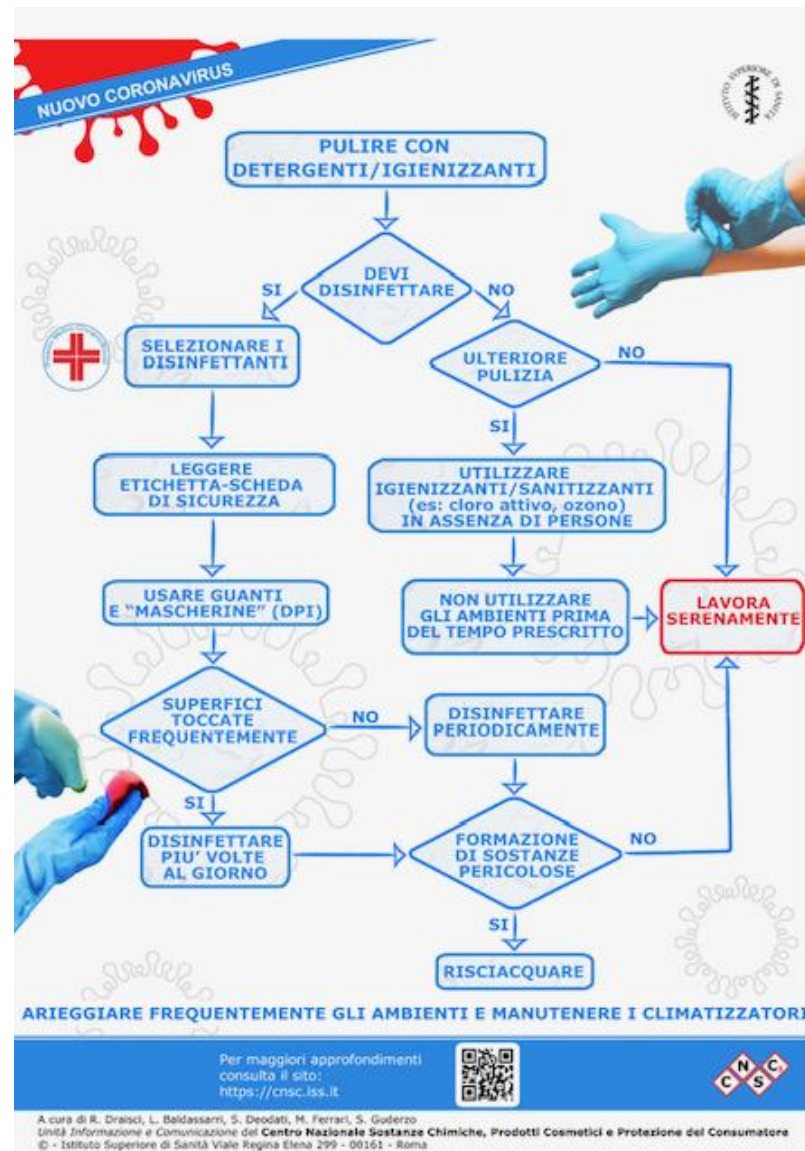 NUOVO CORONAVIRUS
ISTITUTO SUPERIORE DI SANITÀ
PULIRE CON
DETERGENTI/IGIENIZZANTI
DEVI
DISINFETTARE
SI
NO
SELEZIONARE I
DISINFETTANTI
ULTERIORE
PULIZIA
NO
SI
LEGGERE
ETICHETTA-SCHEDA
DI SICUREZZA
UTILIZZARE
IGIENIZZANTI/SANITIZZANTI
(es: cloro attivo, ozono)
IN ASSENZA DI PERSONE
USARE GUANTI
E “MASCHERINE” (DPI)
NON UTILIZZARE
GLI AMBIENTI PRIMA
DEL TEMPO PRESCRITTO
LAVORA
SERENAMENTE
SUPERFICI
TOCCATE
FREQUENTEMENTE
NO
DISINFETTARE
PERIODICAMENTE
SI
DISINFETTARE
PIU’ VOLTE
AL GIORNO
FORMAZIONE
DI SOSTANZE
PERICOLOSE
NO
SI
RISCIACQUARE
ARIEGGIARE FREQUENTEMENTE GLI AMBIENTI E MANUTENERE I CLIMATIZZATORI
Per maggiori approfondimenti
consulta il sito:
https://cnsc.iss.it
C N S C
A cura di R. Draisci, L. Baldassarri, S. Deodati, M. Ferrari, S. Guderzo
Unità Informazione e Comunicazione del Centro Nazionale Sostanze Chimiche, Prodotti Cosmetici e Protezione del Consumatore
© - Istituto Superiore di Sanità Viale Regina Elena 299 - 00161 - Roma